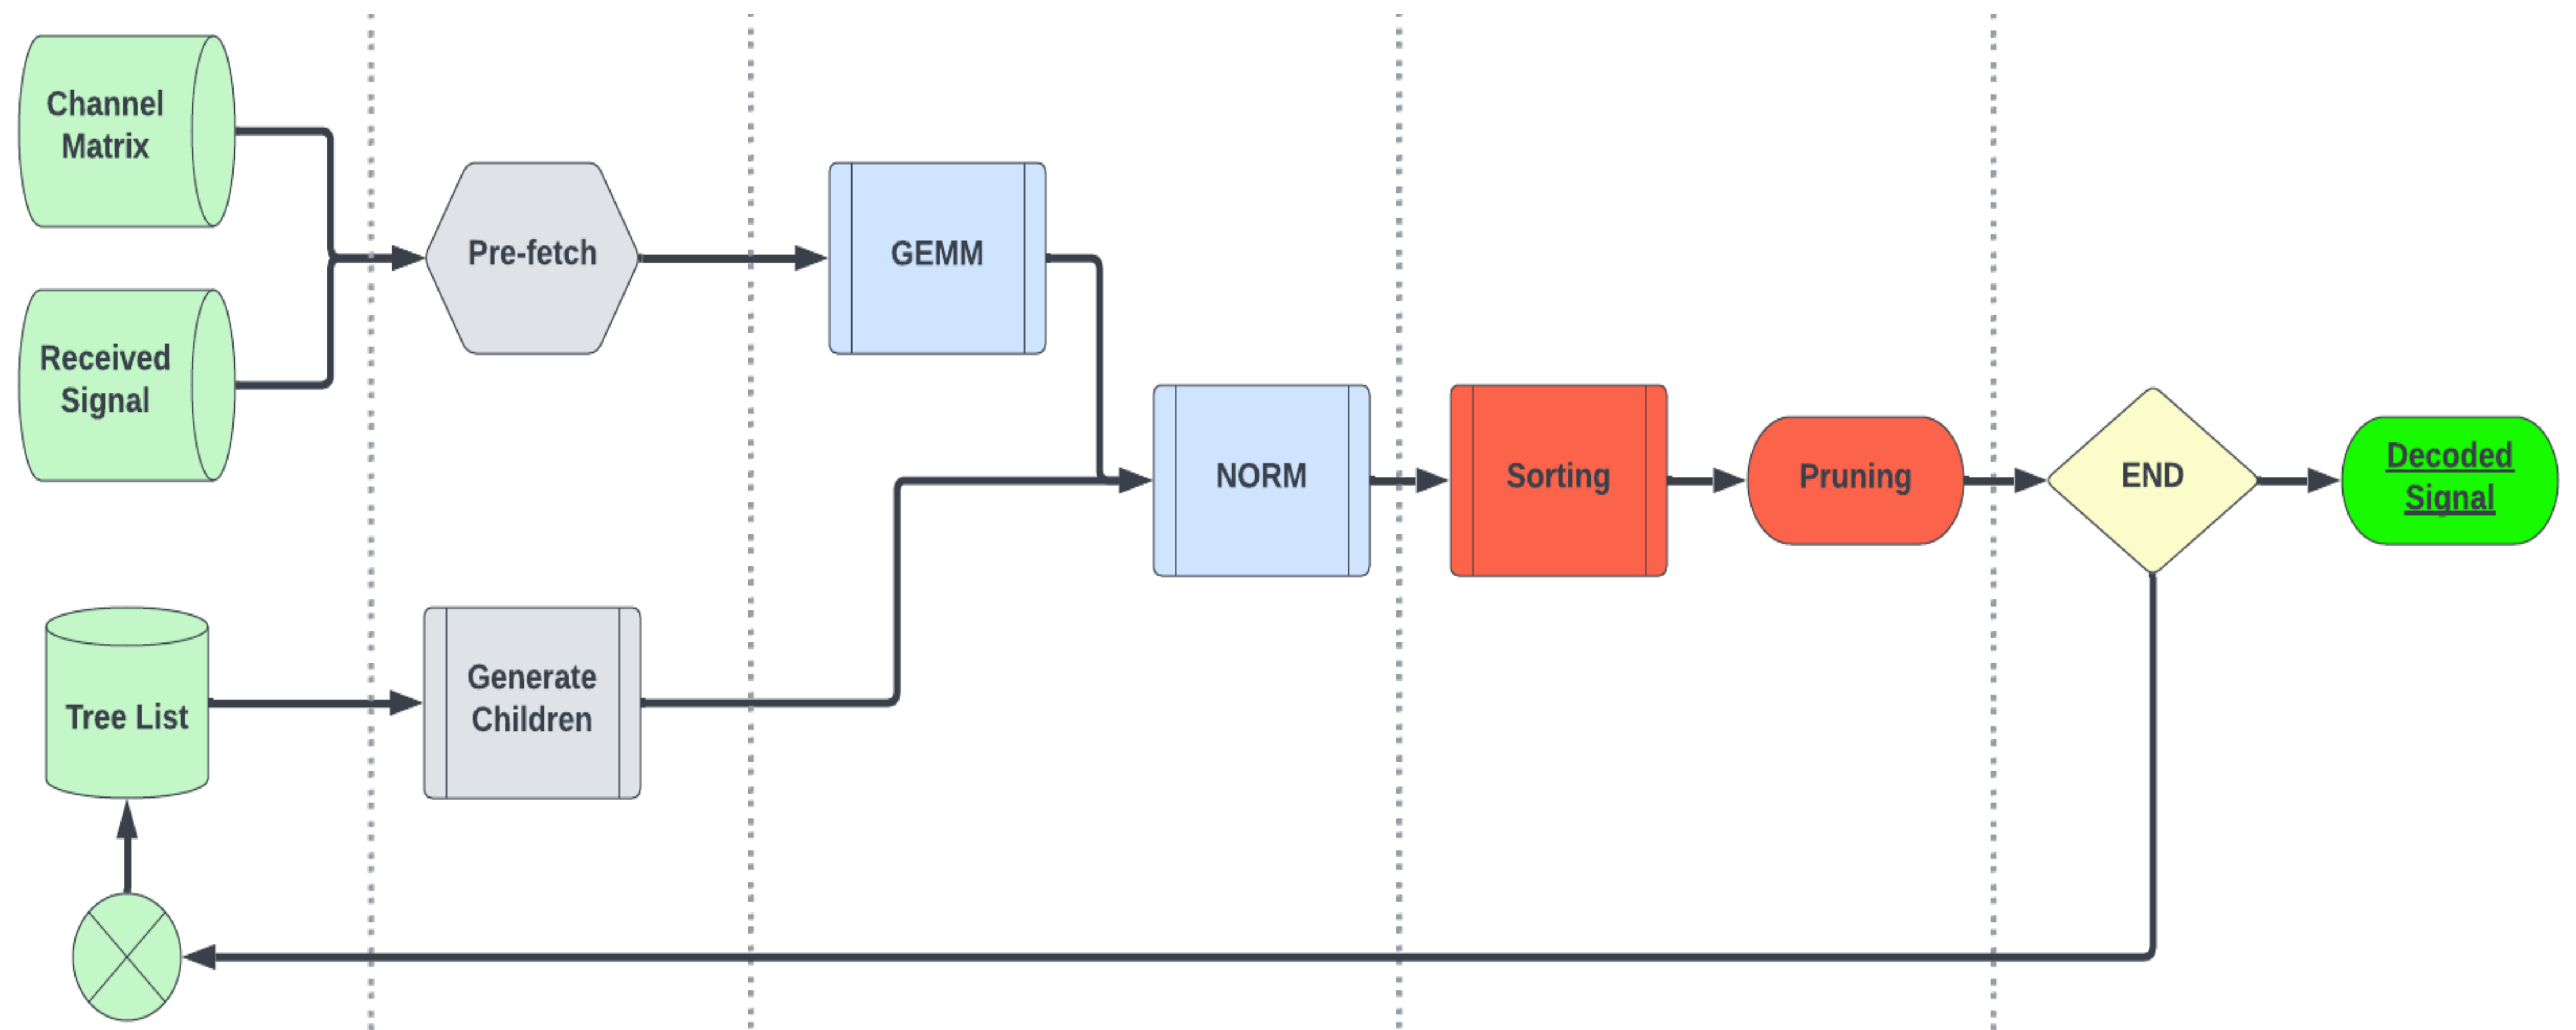 Channel
Matrix
Received
Signal
Tree List
Pre-fetch
Generate
Children
GEMM
NORM
Sorting
Pruning
END
Decoded
Signal